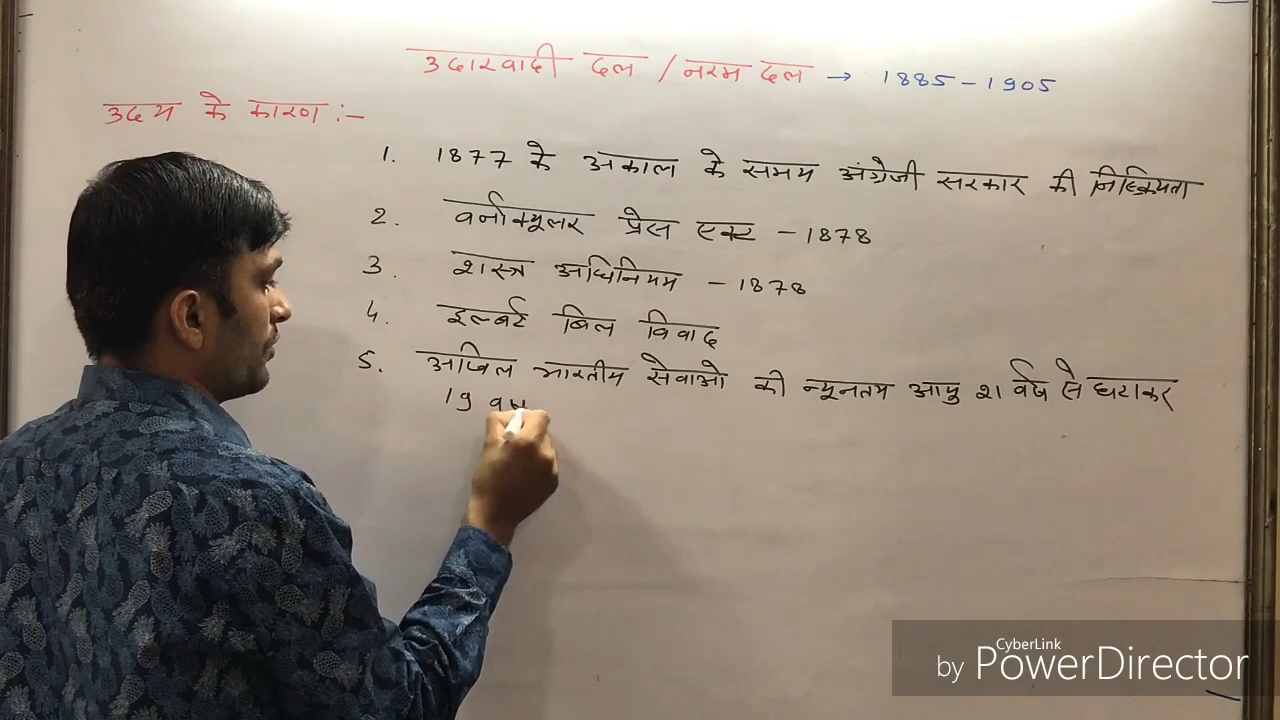 उदारवादी दल / नरम दल → 1885 - 1905
उदय के कारण :-
1. 1877 के अकाल के समय अंग्रेजी सरकार की निष्क्रियता
2. वर्नाक्यूलर प्रेस एक्ट - 1878
3. शस्त्र अधिनियम - 1878
4. इल्बर्ट बिल विवाद
5. अखिल भारतीय सेवाओ की न्यूनतम आयु 21 वर्ष से घटाकर
19 वष
CyberLink
by PowerDirector